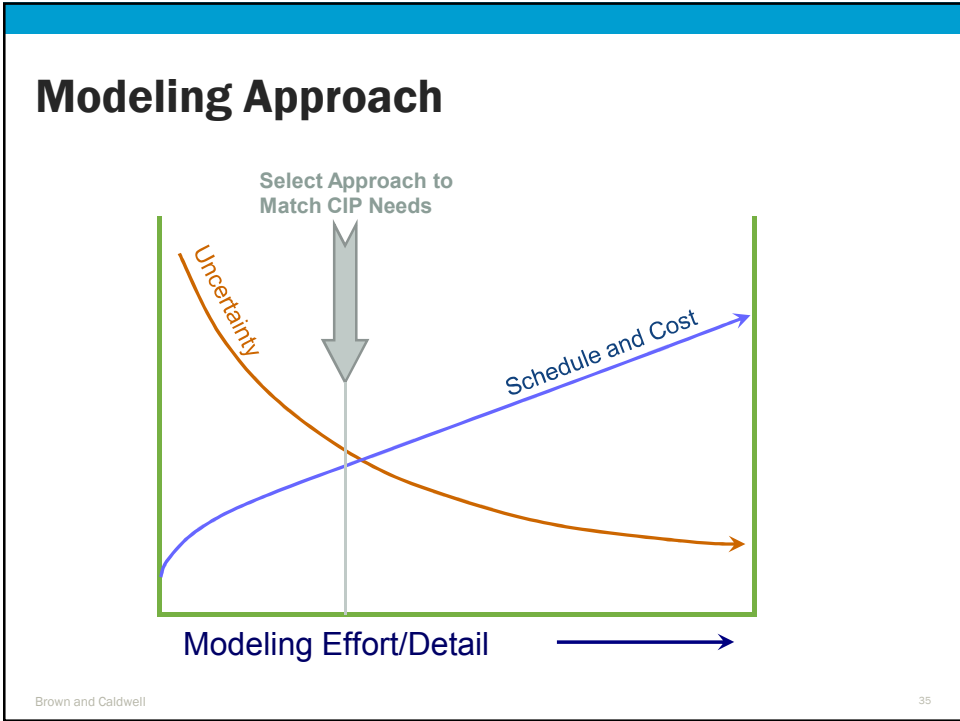 Modeling Approach
Select Approach to
Match CIP Needs
Uncertainty
Schedule and Cost
Modeling Effort/Detail
Brown and Caldwell
35